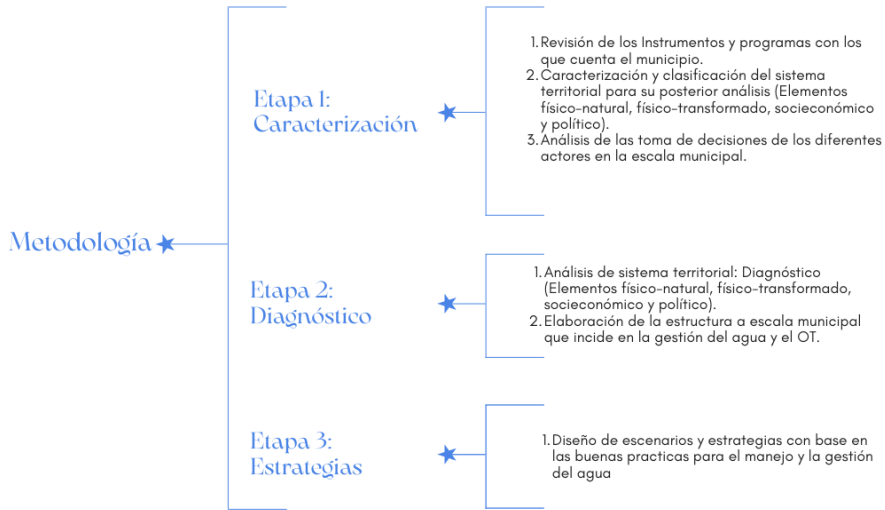 Metodología
Etapa 1:
Caracterización
1. Revisión de los Instrumentos y programas con los
que cuenta el municipio.
2. Caracterización y clasificación del sistema
territorial para su posterior análisis (Elementos
físico-natural, físico-transformado, socieconómico
y político).
3. Análisis de las toma de decisiones de los diferentes
actores en la escala municipal.
Etapa 2:
Diagnóstico
1. Análisis de sistema territorial: Diagnóstico
(Elementos físico-natural, físico-transformado,
socieconómico y político).
2. Elaboración de la estructura a escala municipal
que incide en la gestión del agua y el OT.
Etapa 3:
Estrategias
1. Diseño de escenarios y estrategias con base en
las buenas practicas para el manejo y la gestión
del agua